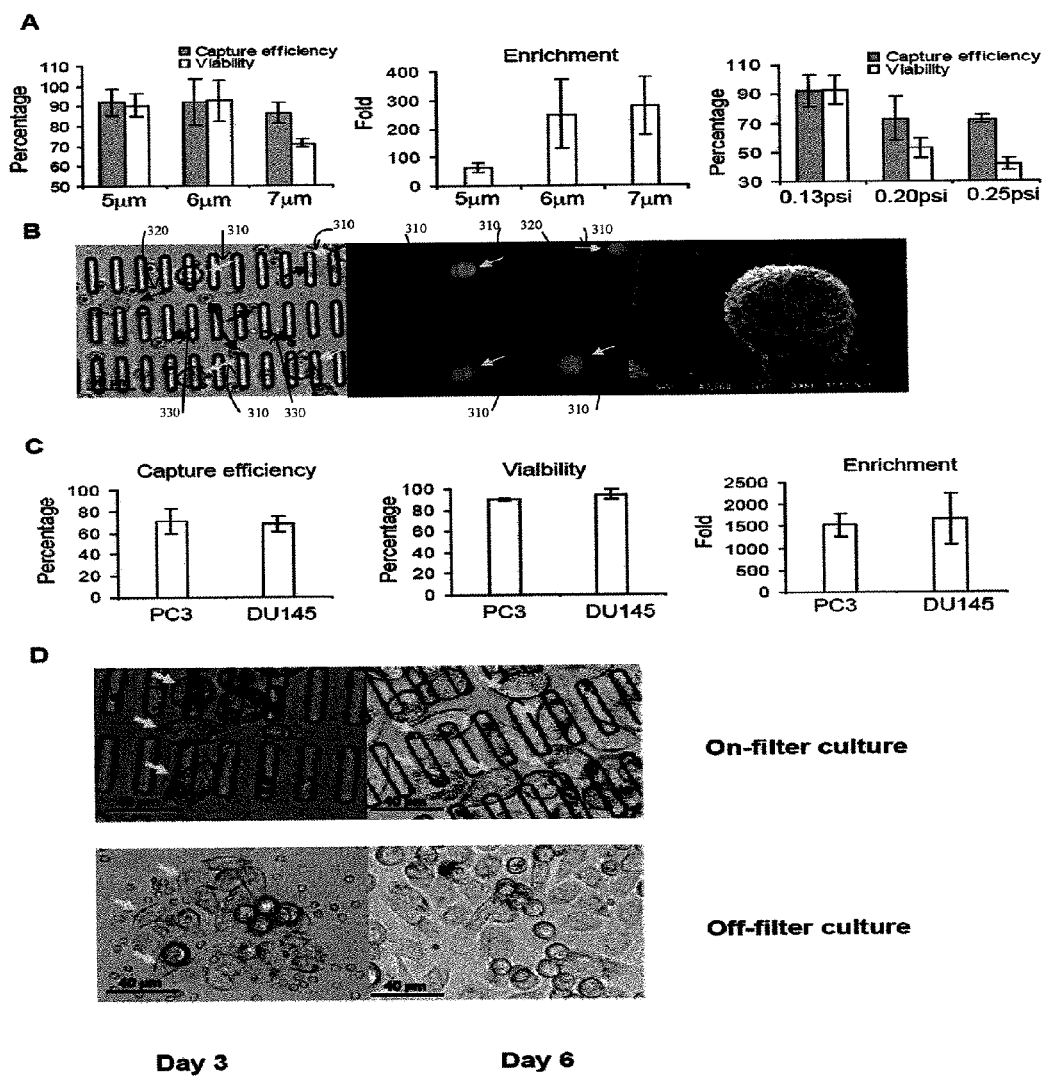 A
Capture efficiency
Viability
Percentage
110
100
90
80
70
60
50
5μm
6μm
7μm
Enrichment
Fold
400
300
200
100
0
5μm
6μm
7μm
Capture efficiency
Viability
Percentage
110
90
70
50
30
0.13psi
0.20psi
0.25psi
B
320
310
310
310
310
320
310
330
310
330
310
310
C
Capture efficiency
Percentage
100
80
60
40
20
0
PC3
DU145
Vialbility
Percentage
100
80
60
40
20
0
PC3
DU145
Enrichment
Fold
2500
2000
1500
1000
500
0
PC3
DU145
D
40 μm
On-filter culture
40 μm
40 μm
Off-filter culture
Day 3
Day 6